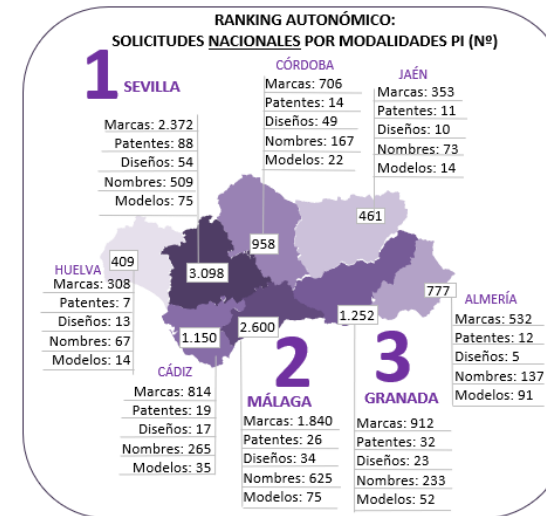 RANKING AUTONÓMICO:
SOLICITUDES NACIONALES POR MODALIDADES PI (Nº)
1 SEVILLA
Marcas: 2.372
Patentes: 88
Diseños: 54
Nombres: 509
Modelos: 75
CÓRDOBA
Marcas: 706
Patentes: 14
Diseños: 49
Nombres: 167
Modelos: 22
JAÉN
Marcas: 353
Patentes: 11
Diseños: 10
Nombres: 73
Modelos: 14
409
3.098
958
461
1.150
2.600
1.252
777
HUELVA
Marcas: 308
Patentes: 7
Diseños: 13
Nombres: 67
Modelos: 14
CÁDIZ
Marcas: 814
Patentes: 19
Diseños: 17
Nombres: 265
Modelos: 35
2
MÁLAGA
Marcas: 1.840
Patentes: 26
Diseños: 34
Nombres: 625
Modelos: 75
3
GRANADA
Marcas: 912
Patentes: 32
Diseños: 23
Nombres: 233
Modelos: 52
ALMERÍA
Marcas: 532
Patentes: 12
Diseños: 5
Nombres: 137
Modelos: 91